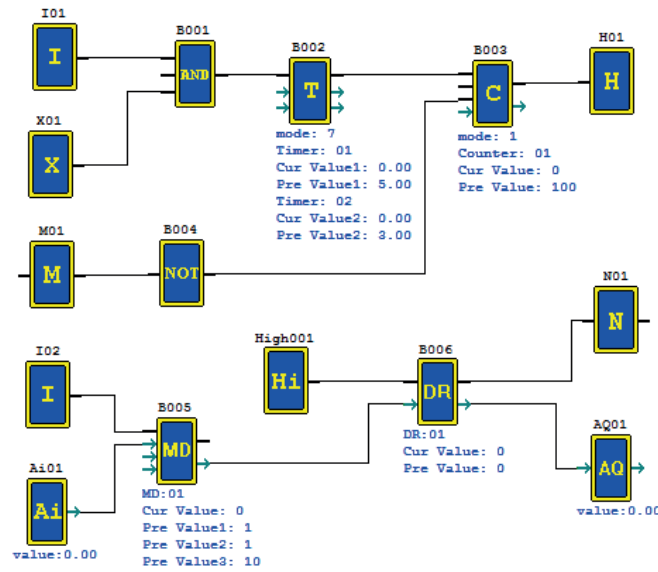 I01
I
B001
AND
B002
T
mode: 7
Timer: 01
Cur Value1: 0.00
Pre Value1: 5.00
Timer: 02
Cur Value2: 0.00
Pre Value2: 3.00
B003
C
mode: 1
Counter: 01
Cur Value: 0
Pre Value: 100
H01
H
X01
X
M01
M
B004
NOT
N01
N
I02
I
High001
Hi
B006
DR
DR:01
Cur Value: 0
Pre Value: 0
B005
MD
MD:01
Cur Value: 0
Pre Value1: 1
Pre Value2: 1
Pre Value3: 10
Ai01
Ai
value:0.00
AQ01
AQ
value:0.00